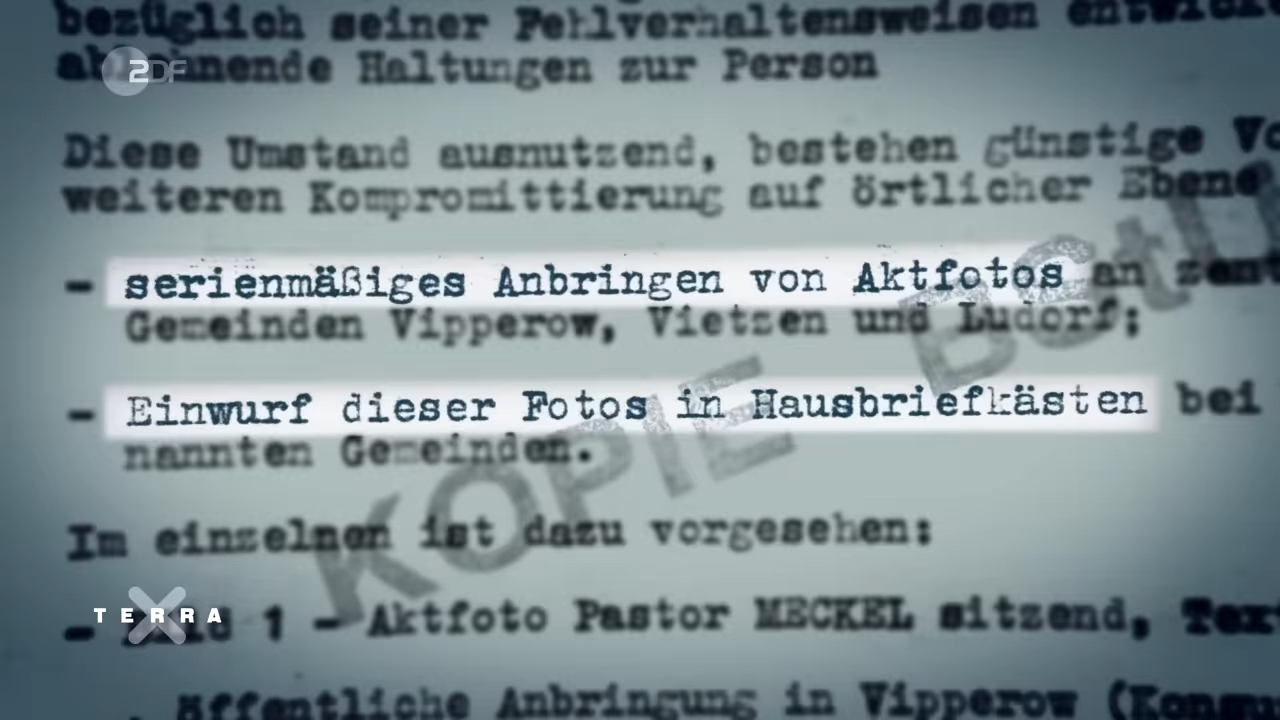 bezüglich seiner Fehlverhaltensweisen
ZDF
Haltungen zur Person
Diese Umstand ausnutzend, bestehen günstige
weiteren Kompromittierung auf örtlicher Ebene
- serienmäßiges Anbringen von Aktfotos an
Gemeinden Vipperow, Vietzen und Ludorf;
- Einwurf dieser Fotos in Hausbriefkästen bei
nannten Gemeinden.
KOPIE BStU
Im einzelnen ist dazu vorgesehen:
TERRA X
- 1 - Aktfoto Pastor MECKEL sitzend,
öffentliche Anbringung in Vipperow